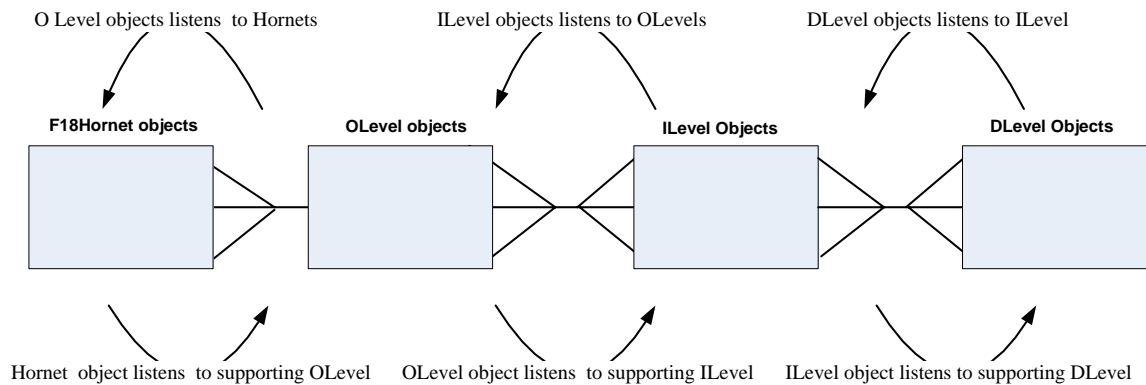 O Level objects listens to Hornets
ILevel objects listens to OLevels
DLevel objects listens to ILevel
F18Hornet objects
OLevel objects
ILevel Objects
DLevel Objects
Hornet object listens to supporting OLevel
OLevel object listens to supporting ILevel
ILevel object listens to supporting DLevel